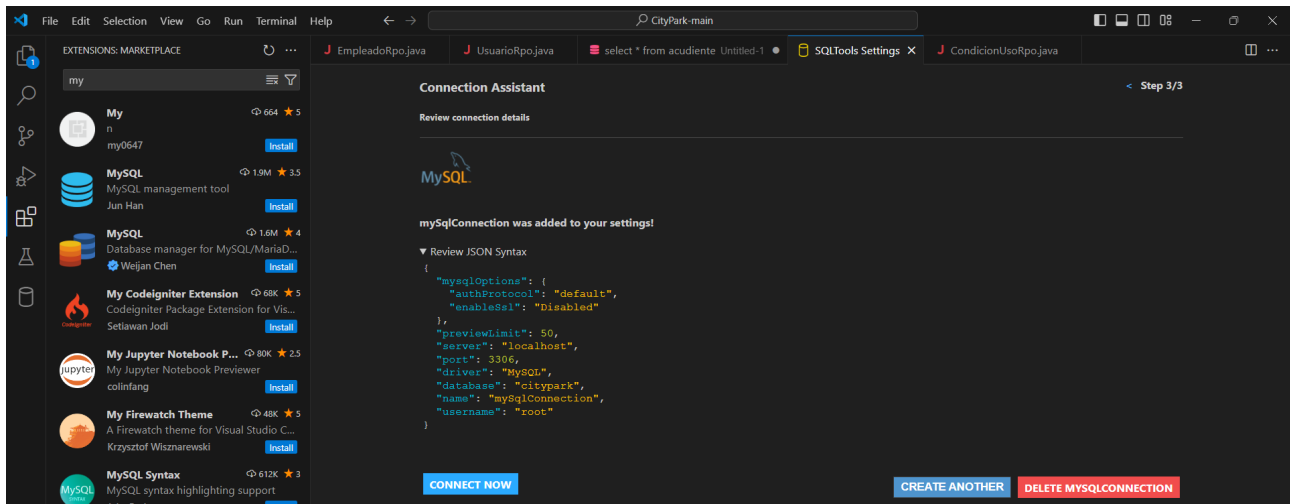 File Edit Selection View Go Run Terminal Help
CityPark-main
EXTENSIONS: MARKETPLACE
EmpleadoRpo.java
UsuarioRpo.java
select * from acudiente Untitled-1
SQLTools Settings
CondicionUsoRpo.java
1
my
My 664 5
n
my0647 Install
MySQL 1.9M 3.5
MySQL management tool
Jun Han Install
MySQL 1.6M 4
Database manager for MySQL/MariaD...
Weijan Chen Install
My Codeigniter Extension 68K 5
Codeigniter Package Extension for Vis...
Setiawan Jodi Install
My Jupyter Notebook P... 80K 2.5
My Jupyter Notebook Previewer
colinfang Install
My Firewatch Theme 48K 5
A Firewatch theme for Visual Studio C...
Krzysztof Wisznarewski Install
MySQL Syntax 612K 3
MySQL syntax highlighting support
Connection Assistant
< Step 3/3
Review connection details
MySQL
mySqlConnection was added to your settings!
Review JSON Syntax
{
"mysqlOptions": {
"authProtocol": "default",
"enableSsl": "Disabled"
},
"previewLimit": 50,
"server": "localhost",
"port": 3306,
"driver": "MySQL",
"database": "citypark",
"name": "mySqlConnection",
"username": "root"
}
CONNECT NOW
CREATE ANOTHER
DELETE MYSQLCONNECTION